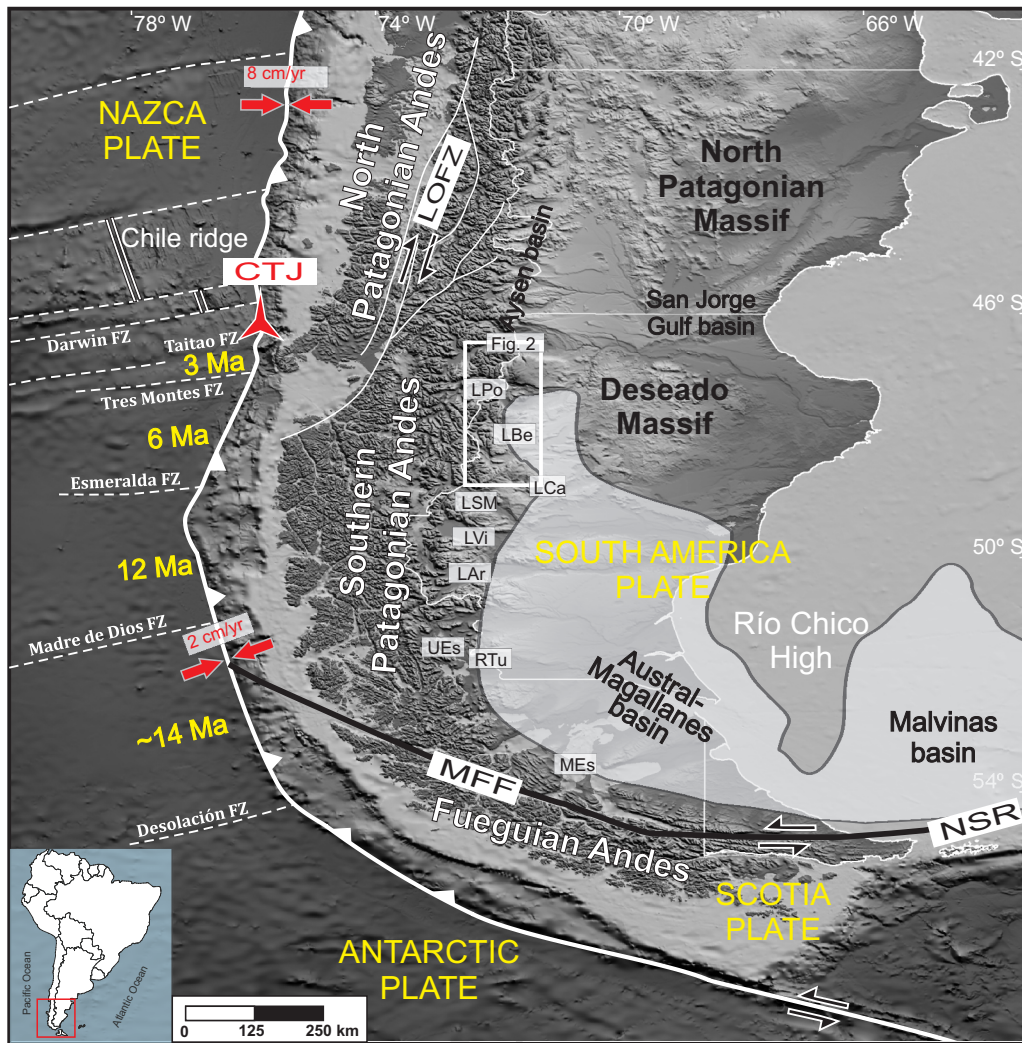 78° W
74° W
70° W
66° W
42° S
8 cm/yr
NAZCA
PLATE
North
Patagonian Andes
LOFZ
North
Patagonian
Massif
Chile ridge
CTJ
Aysen basin
San Jorge
Gulf basin
46° S
Darwin FZ
Taitao FZ
3 Ma
Tres Montes FZ
Fig. 2
LPo
Deseado
Massif
6 Ma
LBe
Esmeralda FZ
LCa
LSM
Southern
Patagonian Andes
LVi
SOUTH AMERICA
PLATE
50° S
12 Ma
LAr
Madre de Dios FZ
2 cm/yr
Río Chico
High
UEs
RTu
Austral-
Magallanes
basin
~14 Ma
Malvinas
basin
MEs
MFF
54° S
Desolación FZ
Fueguian Andes
NSR
SCOTIA
PLATE
ANTARCTIC
PLATE
Pacific Ocean
Atlantic Ocean
0 125 250 km